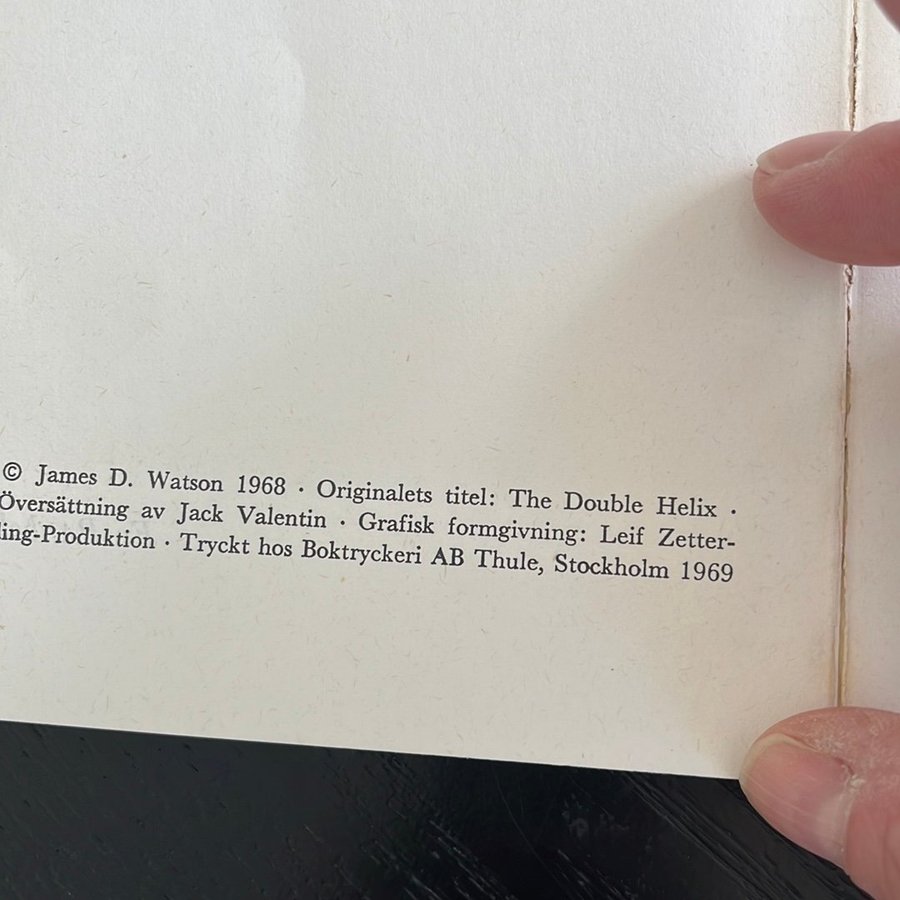 © James D. Watson 1968 · Originalets titel: The Double Helix ·
Översättning av Jack Valentin · Grafisk formgivning: Leif Zetter-
ling-Produktion · Tryckt hos Boktryckeri AB Thule, Stockholm 1969